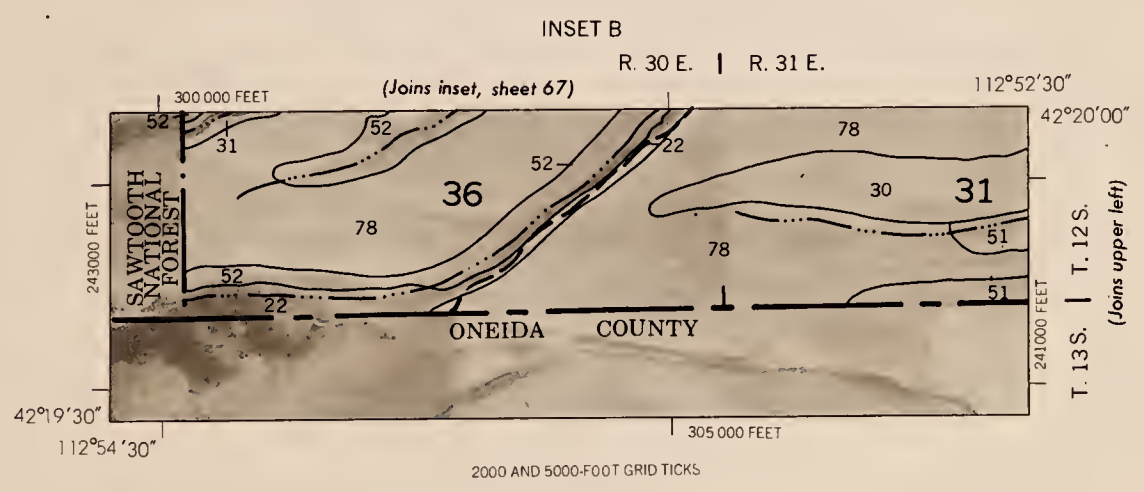 INSET B
R. 30 E. | R. 31 E.
(Joins inset, sheet 67)
112°52'30"
300 000 FEET
42°20'00"
52
31
52
52
22
78
36
30
31
SAWTOOTH
NATIONAL
FOREST
243000 FEET
78
78
51
T. 12 S.
(Joins upper left)
52
22
51
ONEIDA COUNTY
241000 FEET
T. 13 S.
42°19'30"
112°54'30"
305 000 FEET
2000 AND 5000-FOOT GRID TICKS